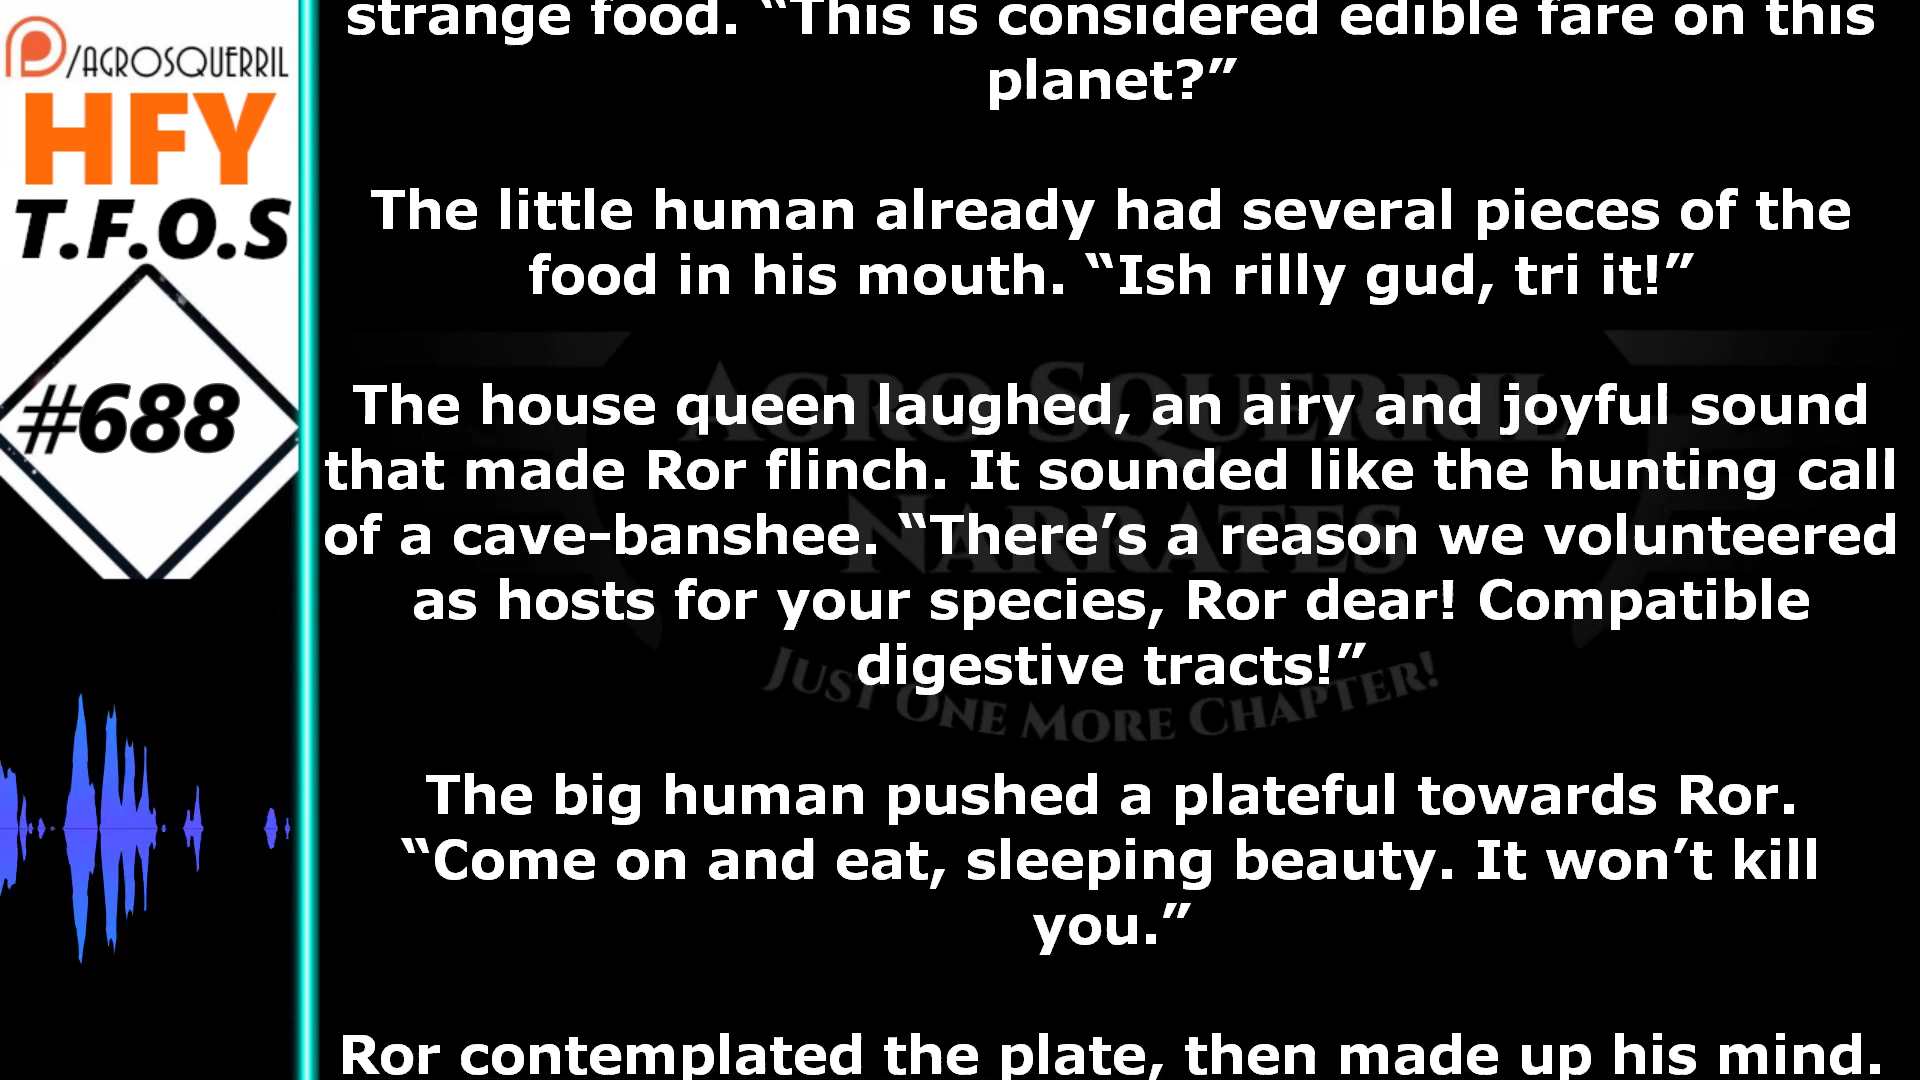 /AGROSQUERRIL
HFY
T.F.O.S
#688
strange food. “This is considered edible fare on this
planet?”
The little human already had several pieces of the
food in his mouth. “Ish rilly gud, tri it!”
The house queen laughed, an airy and joyful sound
that made Ror flinch. It sounded like the hunting call
of a cave-banshee. “There’s a reason we volunteered
as hosts for your species, Ror dear! Compatible
digestive tracts!”
The big human pushed a plateful towards Ror.
“Come on and eat, sleeping beauty. It won’t kill
you.”
Ror contemplated the plate, then made up his mind.
Agro Squerril
Narrates
Just One More Chapter!